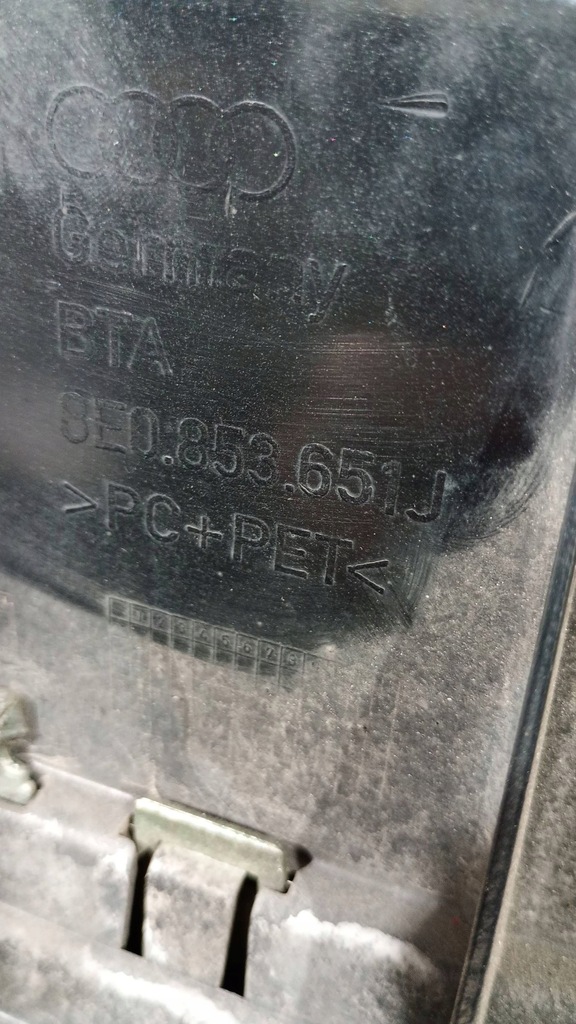 Germany
BTA
8E0.853.651J
>PC+PET<